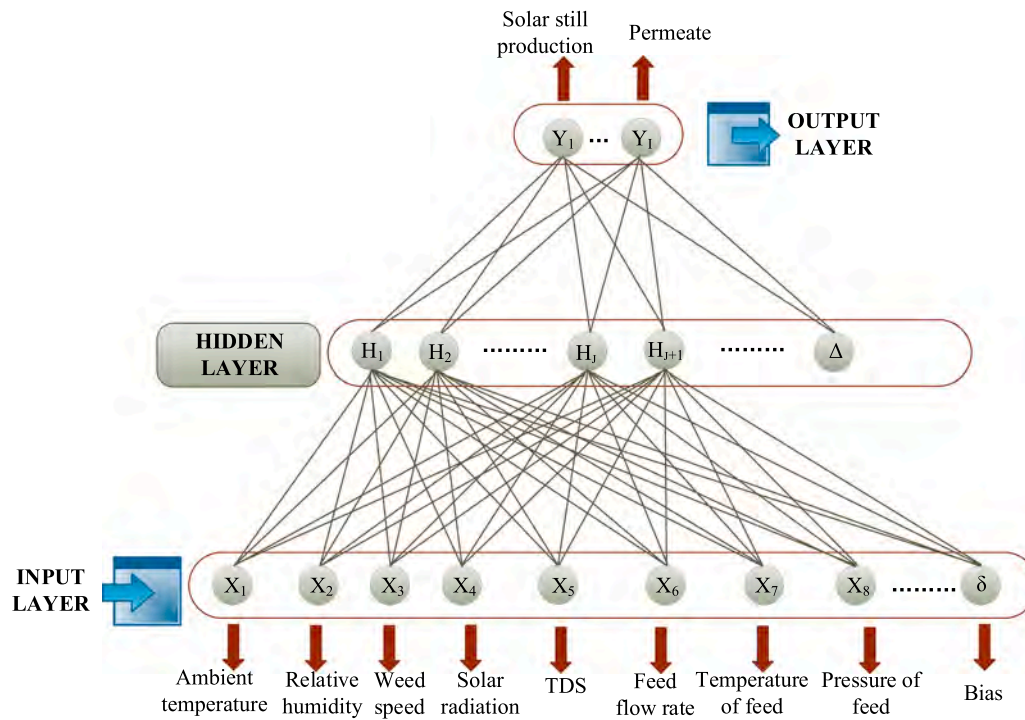 Solar still
production
Permeate
Y1 ... YI
OUTPUT
LAYER
HIDDEN
LAYER
H1 H2 ......... HJ HJ+1 ......... Δ
INPUT
LAYER
X1 X2 X3 X4 X5 X6 X7 X8 ......... δ
Ambient
temperature
Relative
humidity
Weed
speed
Solar
radiation
TDS
Feed
flow rate
Temperature
of feed
Pressure of
feed
Bias